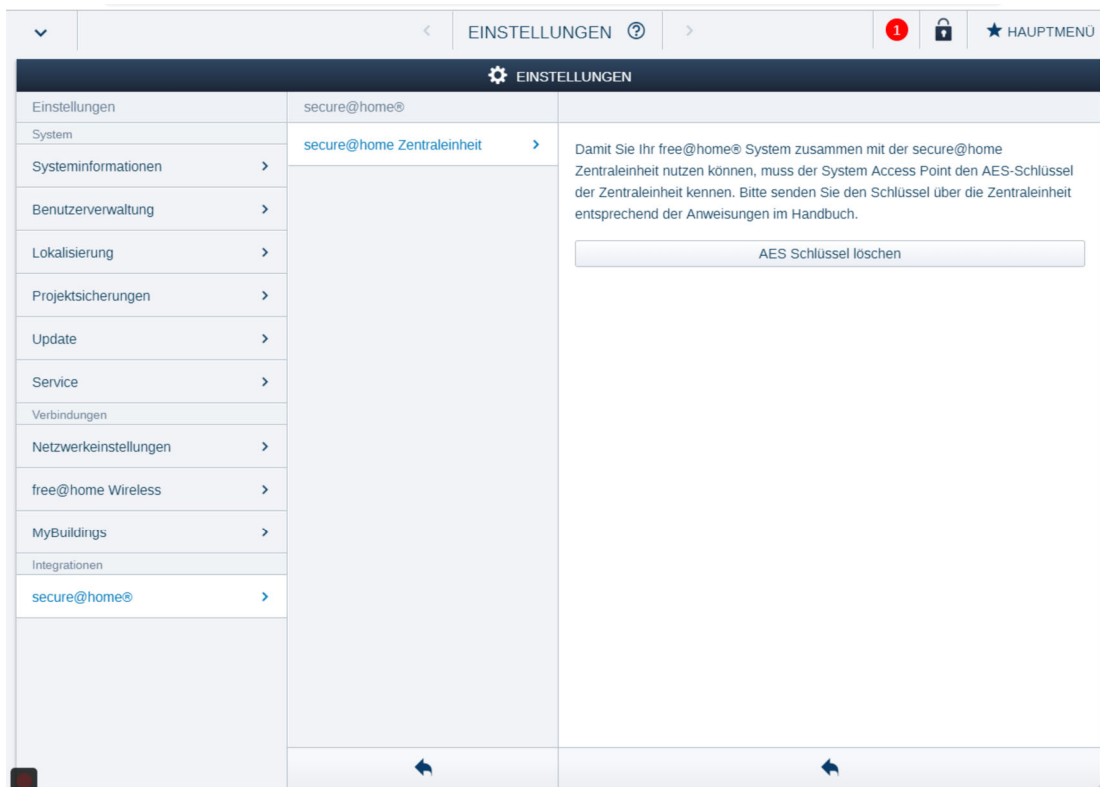 EINSTELLUNGEN
1
HAUPTMENÜ
EINSTELLUNGEN
Einstellungen
System
Systeminformationen
Benutzerverwaltung
Lokalisierung
Projektsicherungen
Update
Service
Verbindungen
Netzwerkeinstellungen
free@home Wireless
MyBuildings
Integrationen
secure@home®
secure@home®
secure@home Zentraleinheit
Damit Sie Ihr free@home® System zusammen mit der secure@home
Zentraleinheit nutzen können, muss der System Access Point den AES-Schlüssel
der Zentraleinheit kennen. Bitte senden Sie den Schlüssel über die Zentraleinheit
entsprechend der Anweisungen im Handbuch.
AES Schlüssel löschen